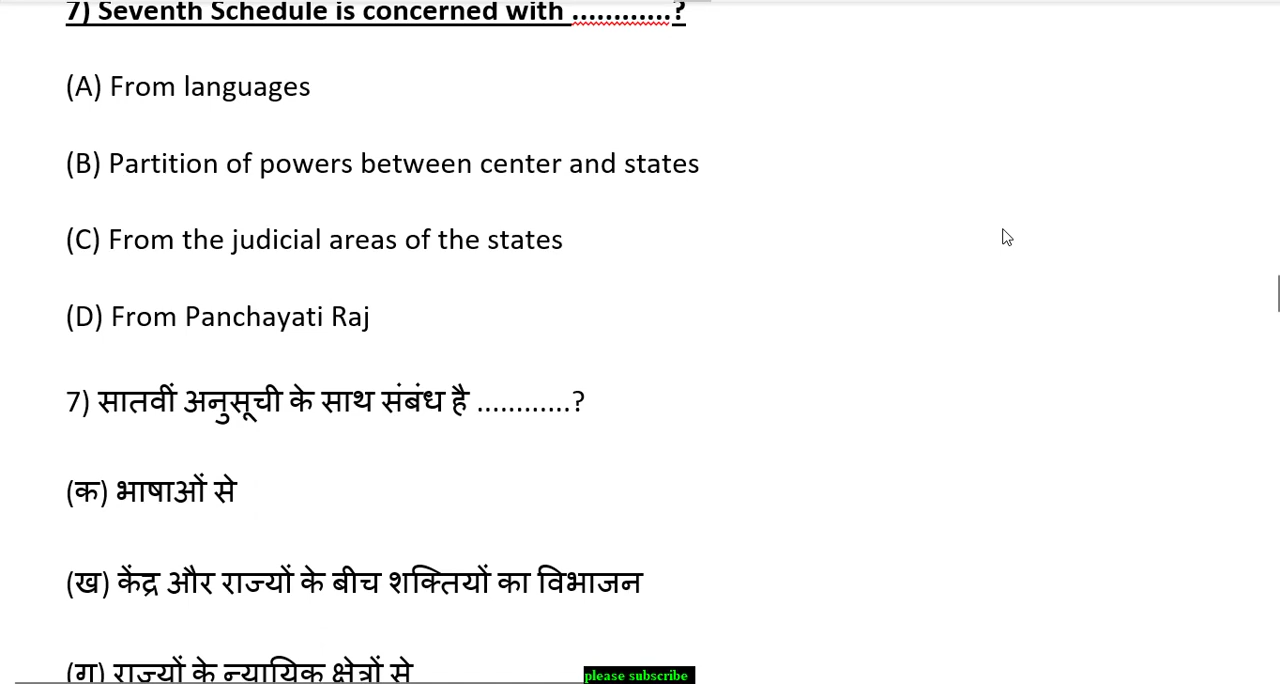 7) Seventh Schedule is concerned with ............?
(A) From languages
(B) Partition of powers between center and states
(C) From the judicial areas of the states
(D) From Panchayati Raj
7) सातवीं अनुसूची के साथ संबंध है ............?
(क) भाषाओं से
(ख) केंद्र और राज्यों के बीच शक्तियों का विभाजन
(ग) राज्यों के न्यायिक क्षेत्रों से
please subscribe